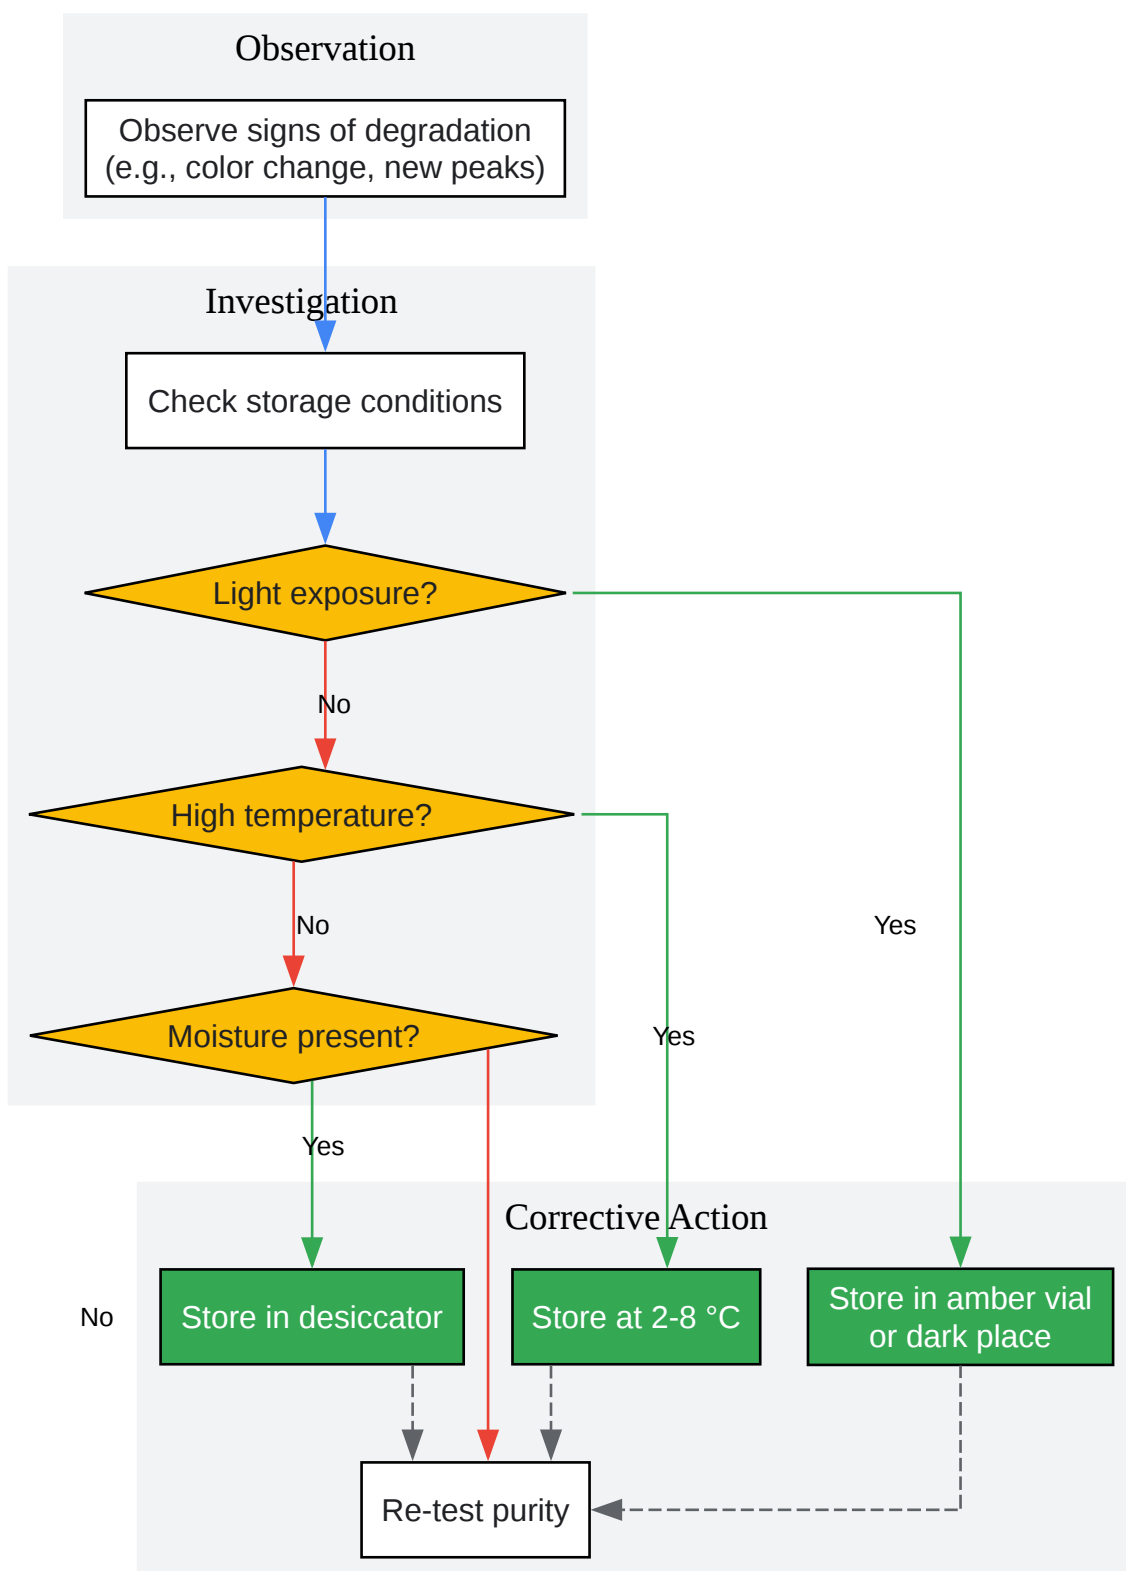 Observation
Observe signs of degradation
(e.g., color change, new peaks)
Investigation
Check storage conditions
Light exposure?
No
High temperature?
No
Yes
Moisture present?
Yes
Yes
Corrective Action
No
Store in desiccator
Store at 2-8 °C
Store in amber vial
or dark place
Re-test purity